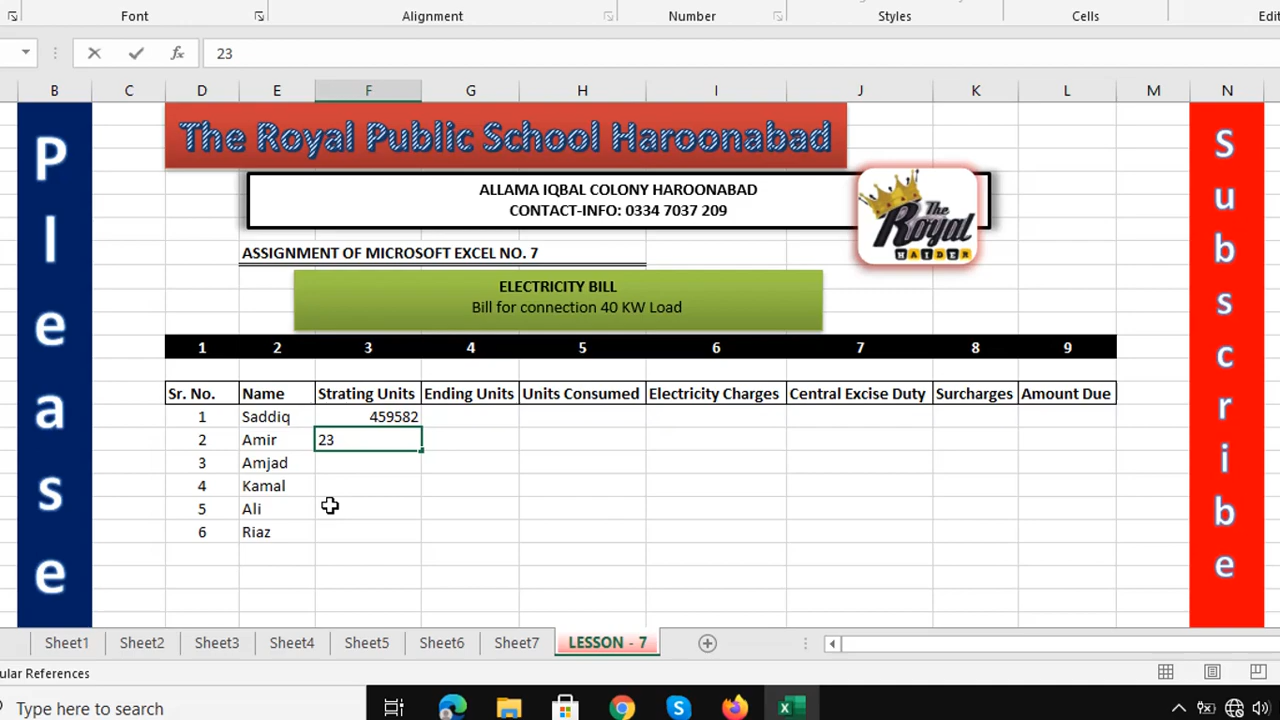 Font Alignment Number Styles Cells Edit
23
B C D E F G H I J K L M N
Please
The Royal Public School Haroonabad
Subscribe
ALLAMA IQBAL COLONY HAROONABAD
CONTACT-INFO: 0334 7037 209
The
Royal
HAIDER
ASSIGNMENT OF MICROSOFT EXCEL NO. 7
ELECTRICITY BILL
Bill for connection 40 KW Load
1 2 3 4 5 6 7 8 9
Sr. No. Name Strating Units Ending Units Units Consumed Electricity Charges Central Excise Duty Surcharges Amount Due
1 Saddiq 459582
2 Amir 23
3 Amjad
4 Kamal
5 Ali
6 Riaz
Sheet1 Sheet2 Sheet3 Sheet4 Sheet5 Sheet6 Sheet7 LESSON - 7
ular References
Type here to search